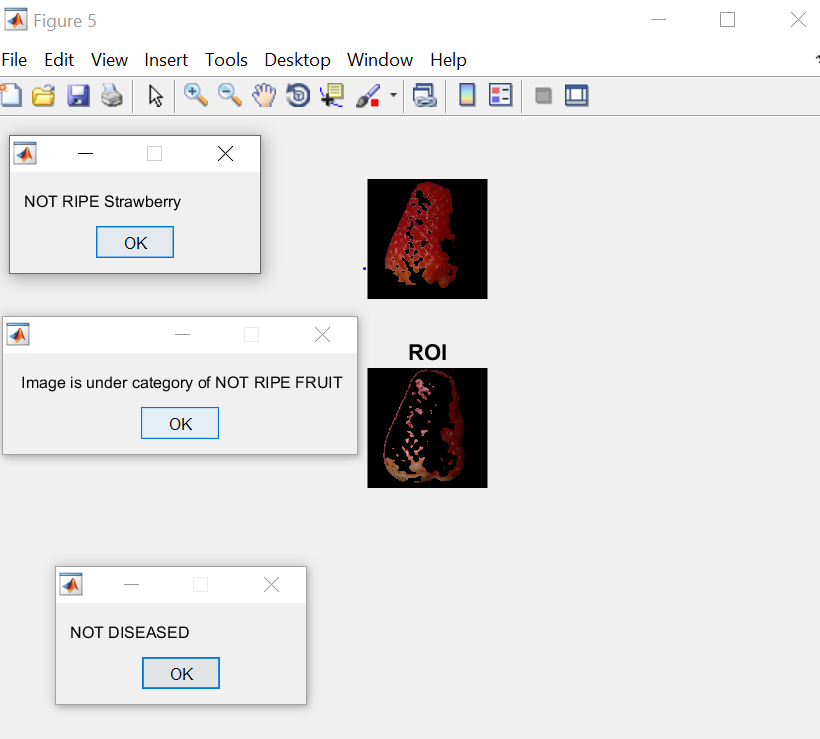 Figure 5
File Edit View Insert Tools Desktop Window Help
NOT RIPE Strawberry
OK
ROI
Image is under category of NOT RIPE FRUIT
OK
NOT DISEASED
OK